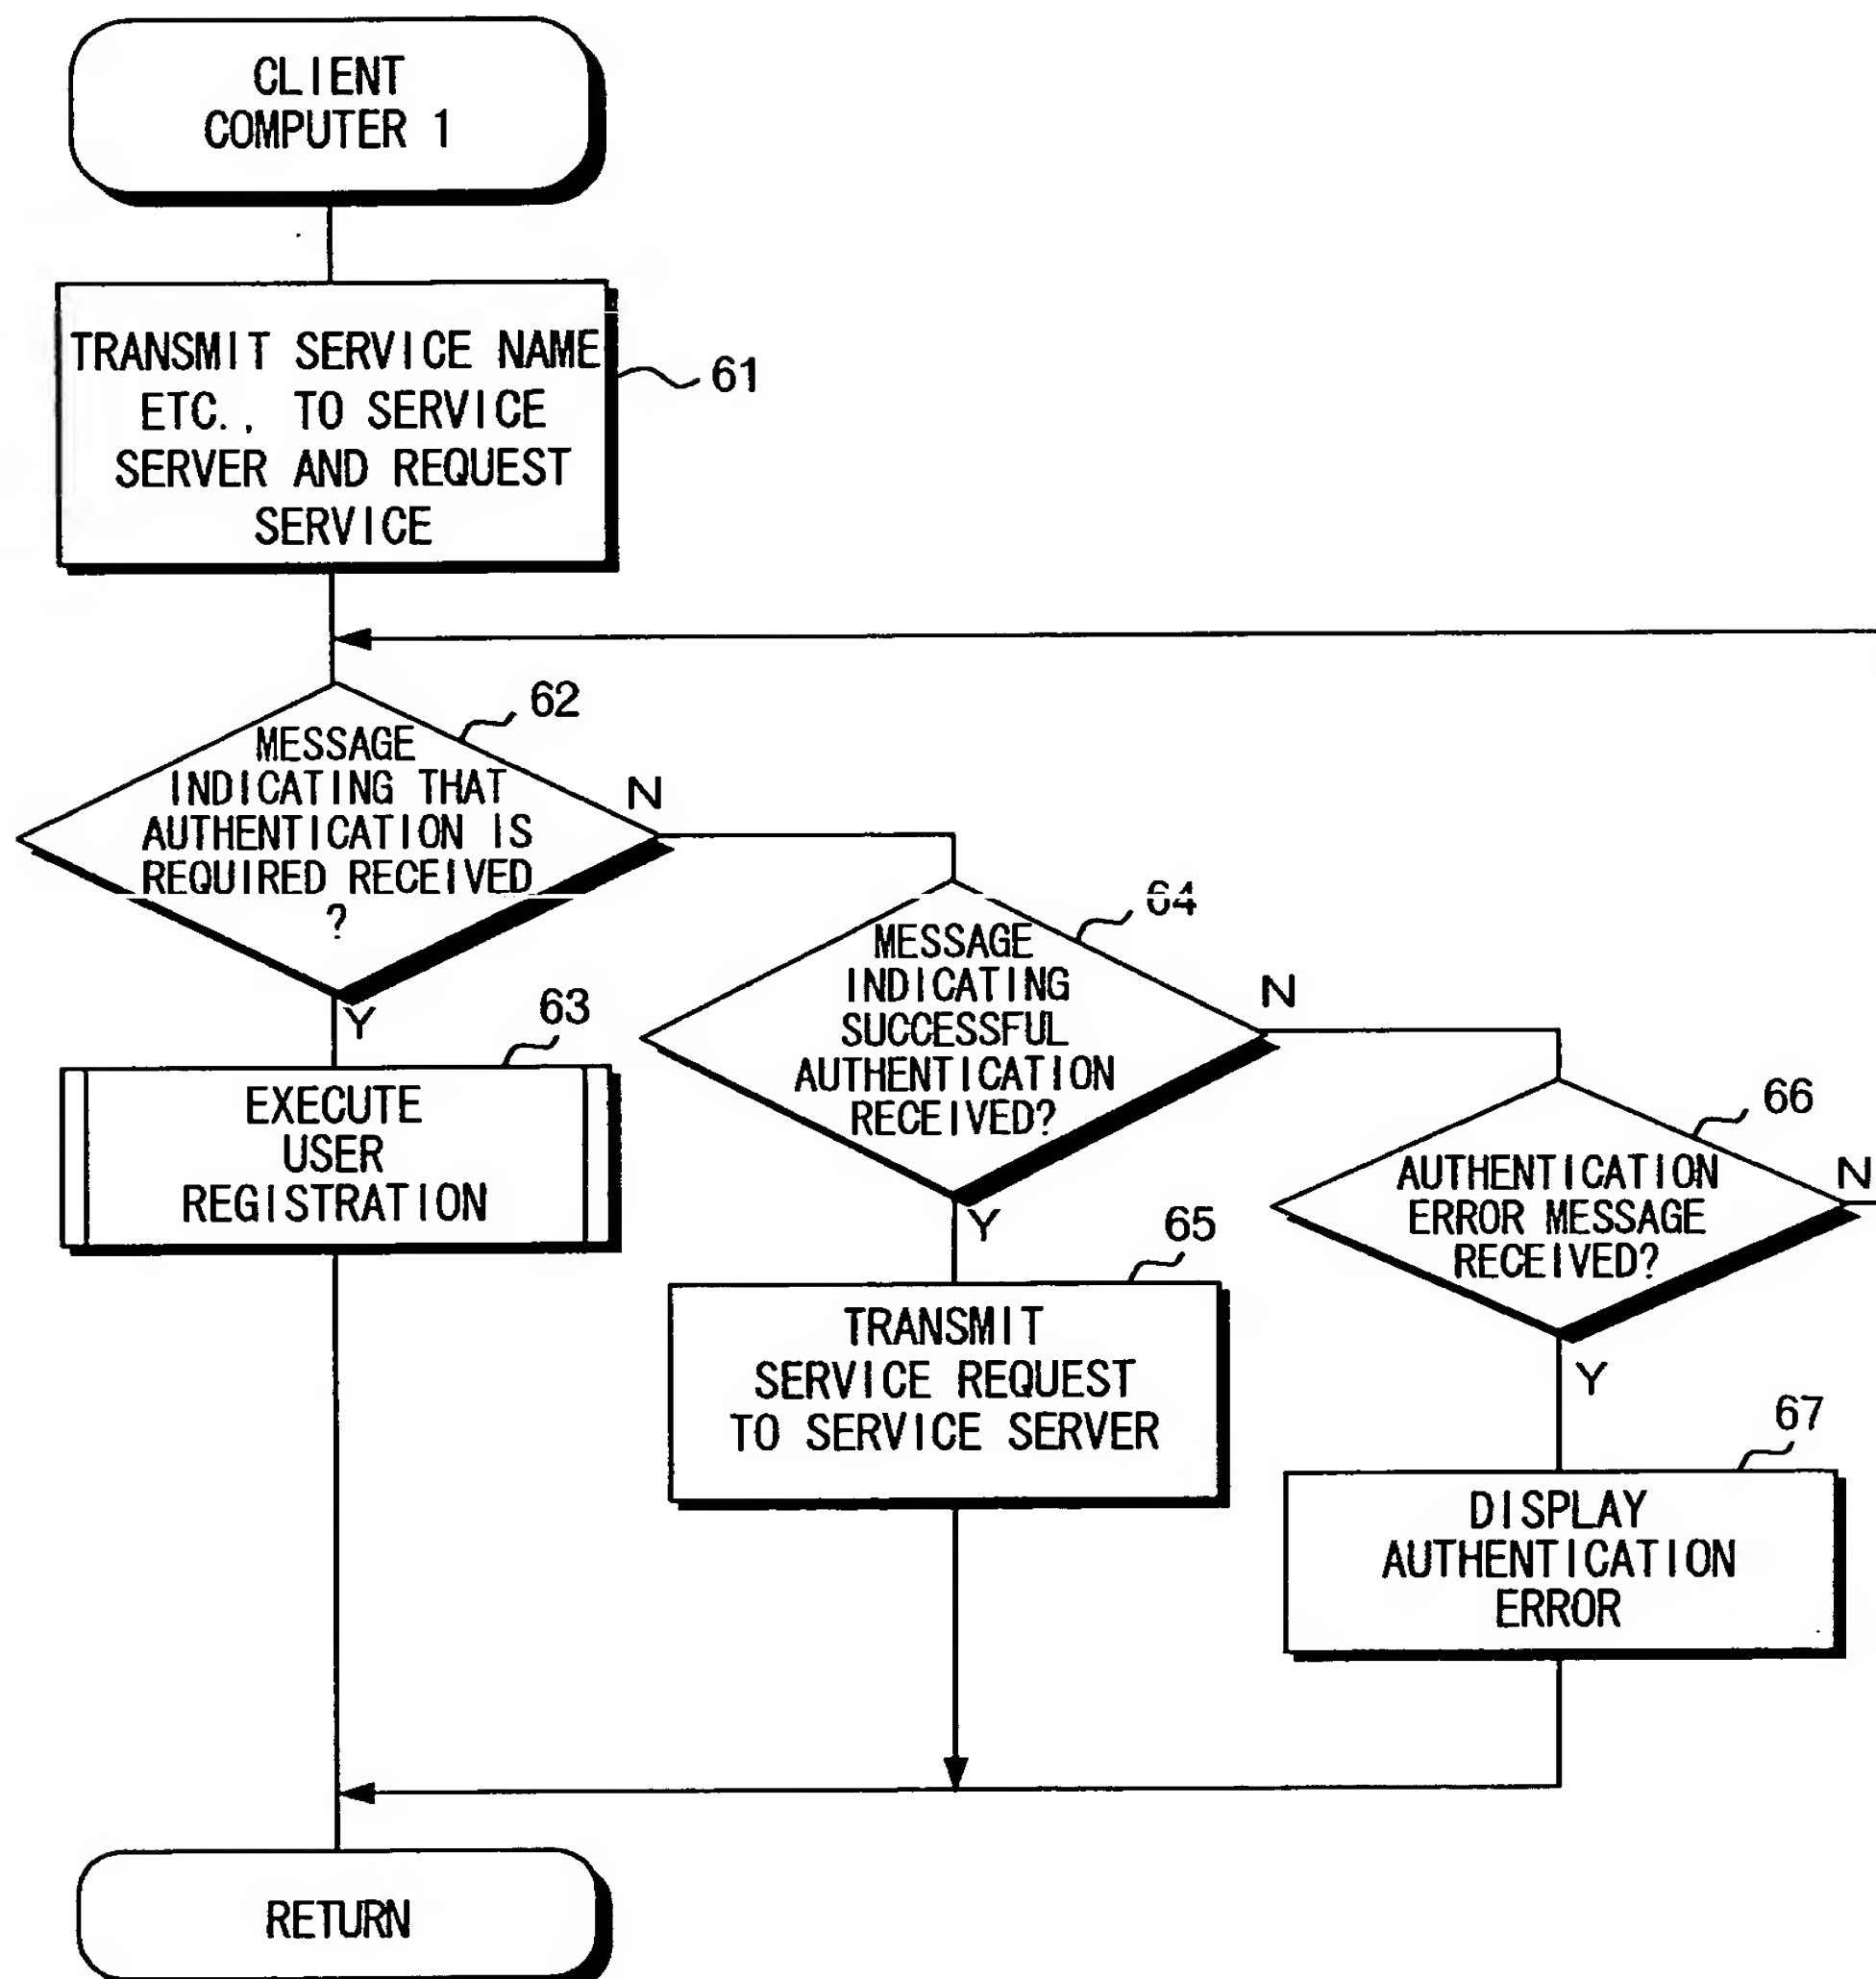 CLIENT
COMPUTER 1
TRANSMIT SERVICE NAME
ETC., TO SERVICE
SERVER AND REQUEST
SERVICE
61
MESSAGE
INDICATING THAT
AUTHENTICATION IS
REQUIRED RECEIVED
?
62
N
Y
63
EXECUTE
USER
REGISTRATION
64
MESSAGE
INDICATING
SUCCESSFUL
AUTHENTICATION
RECEIVED?
N
Y
65
TRANSMIT
SERVICE REQUEST
TO SERVICE SERVER
66
AUTHENTICATION
ERROR MESSAGE
RECEIVED?
N
Y
67
DISPLAY
AUTHENTICATION
ERROR
RETURN